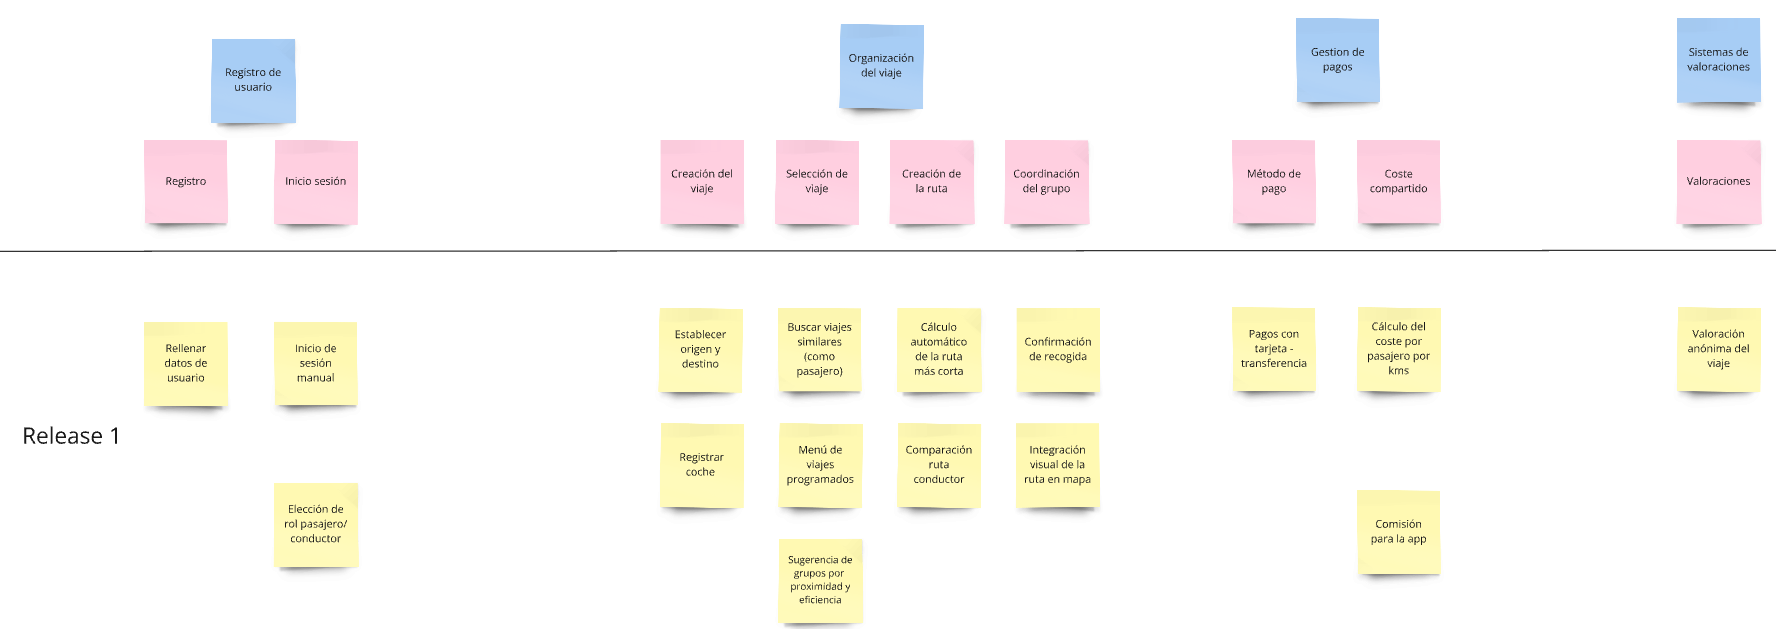 Registro de
usuario
Organización
del viaje
Gestion de
pagos
Sistemas de
valoraciones
Registro
Inicio sesión
Creación del
viaje
Selección de
viaje
Creación de
la ruta
Coordinación
del grupo
Método de
pago
Coste
compartido
Valoraciones
Release 1
Rellenar
datos de
usuario
Inicio de
sesión
manual
Establecer
origen y
destino
Buscar viajes
similares
(como
pasajero)
Cálculo
automático
de la ruta
más corta
Confirmación
de recogida
Pagos con
tarjeta -
transferencia
Cálculo del
coste por
pasajero por
kms
Valoración
anónima del
viaje
Registrar
coche
Menú de
viajes
programados
Comparación
ruta
conductor
Integración
visual de la
ruta en mapa
Elección de
rol pasajero/
conductor
Comisión
para la app
Sugerencia de
grupos por
proximidad y
eficiencia